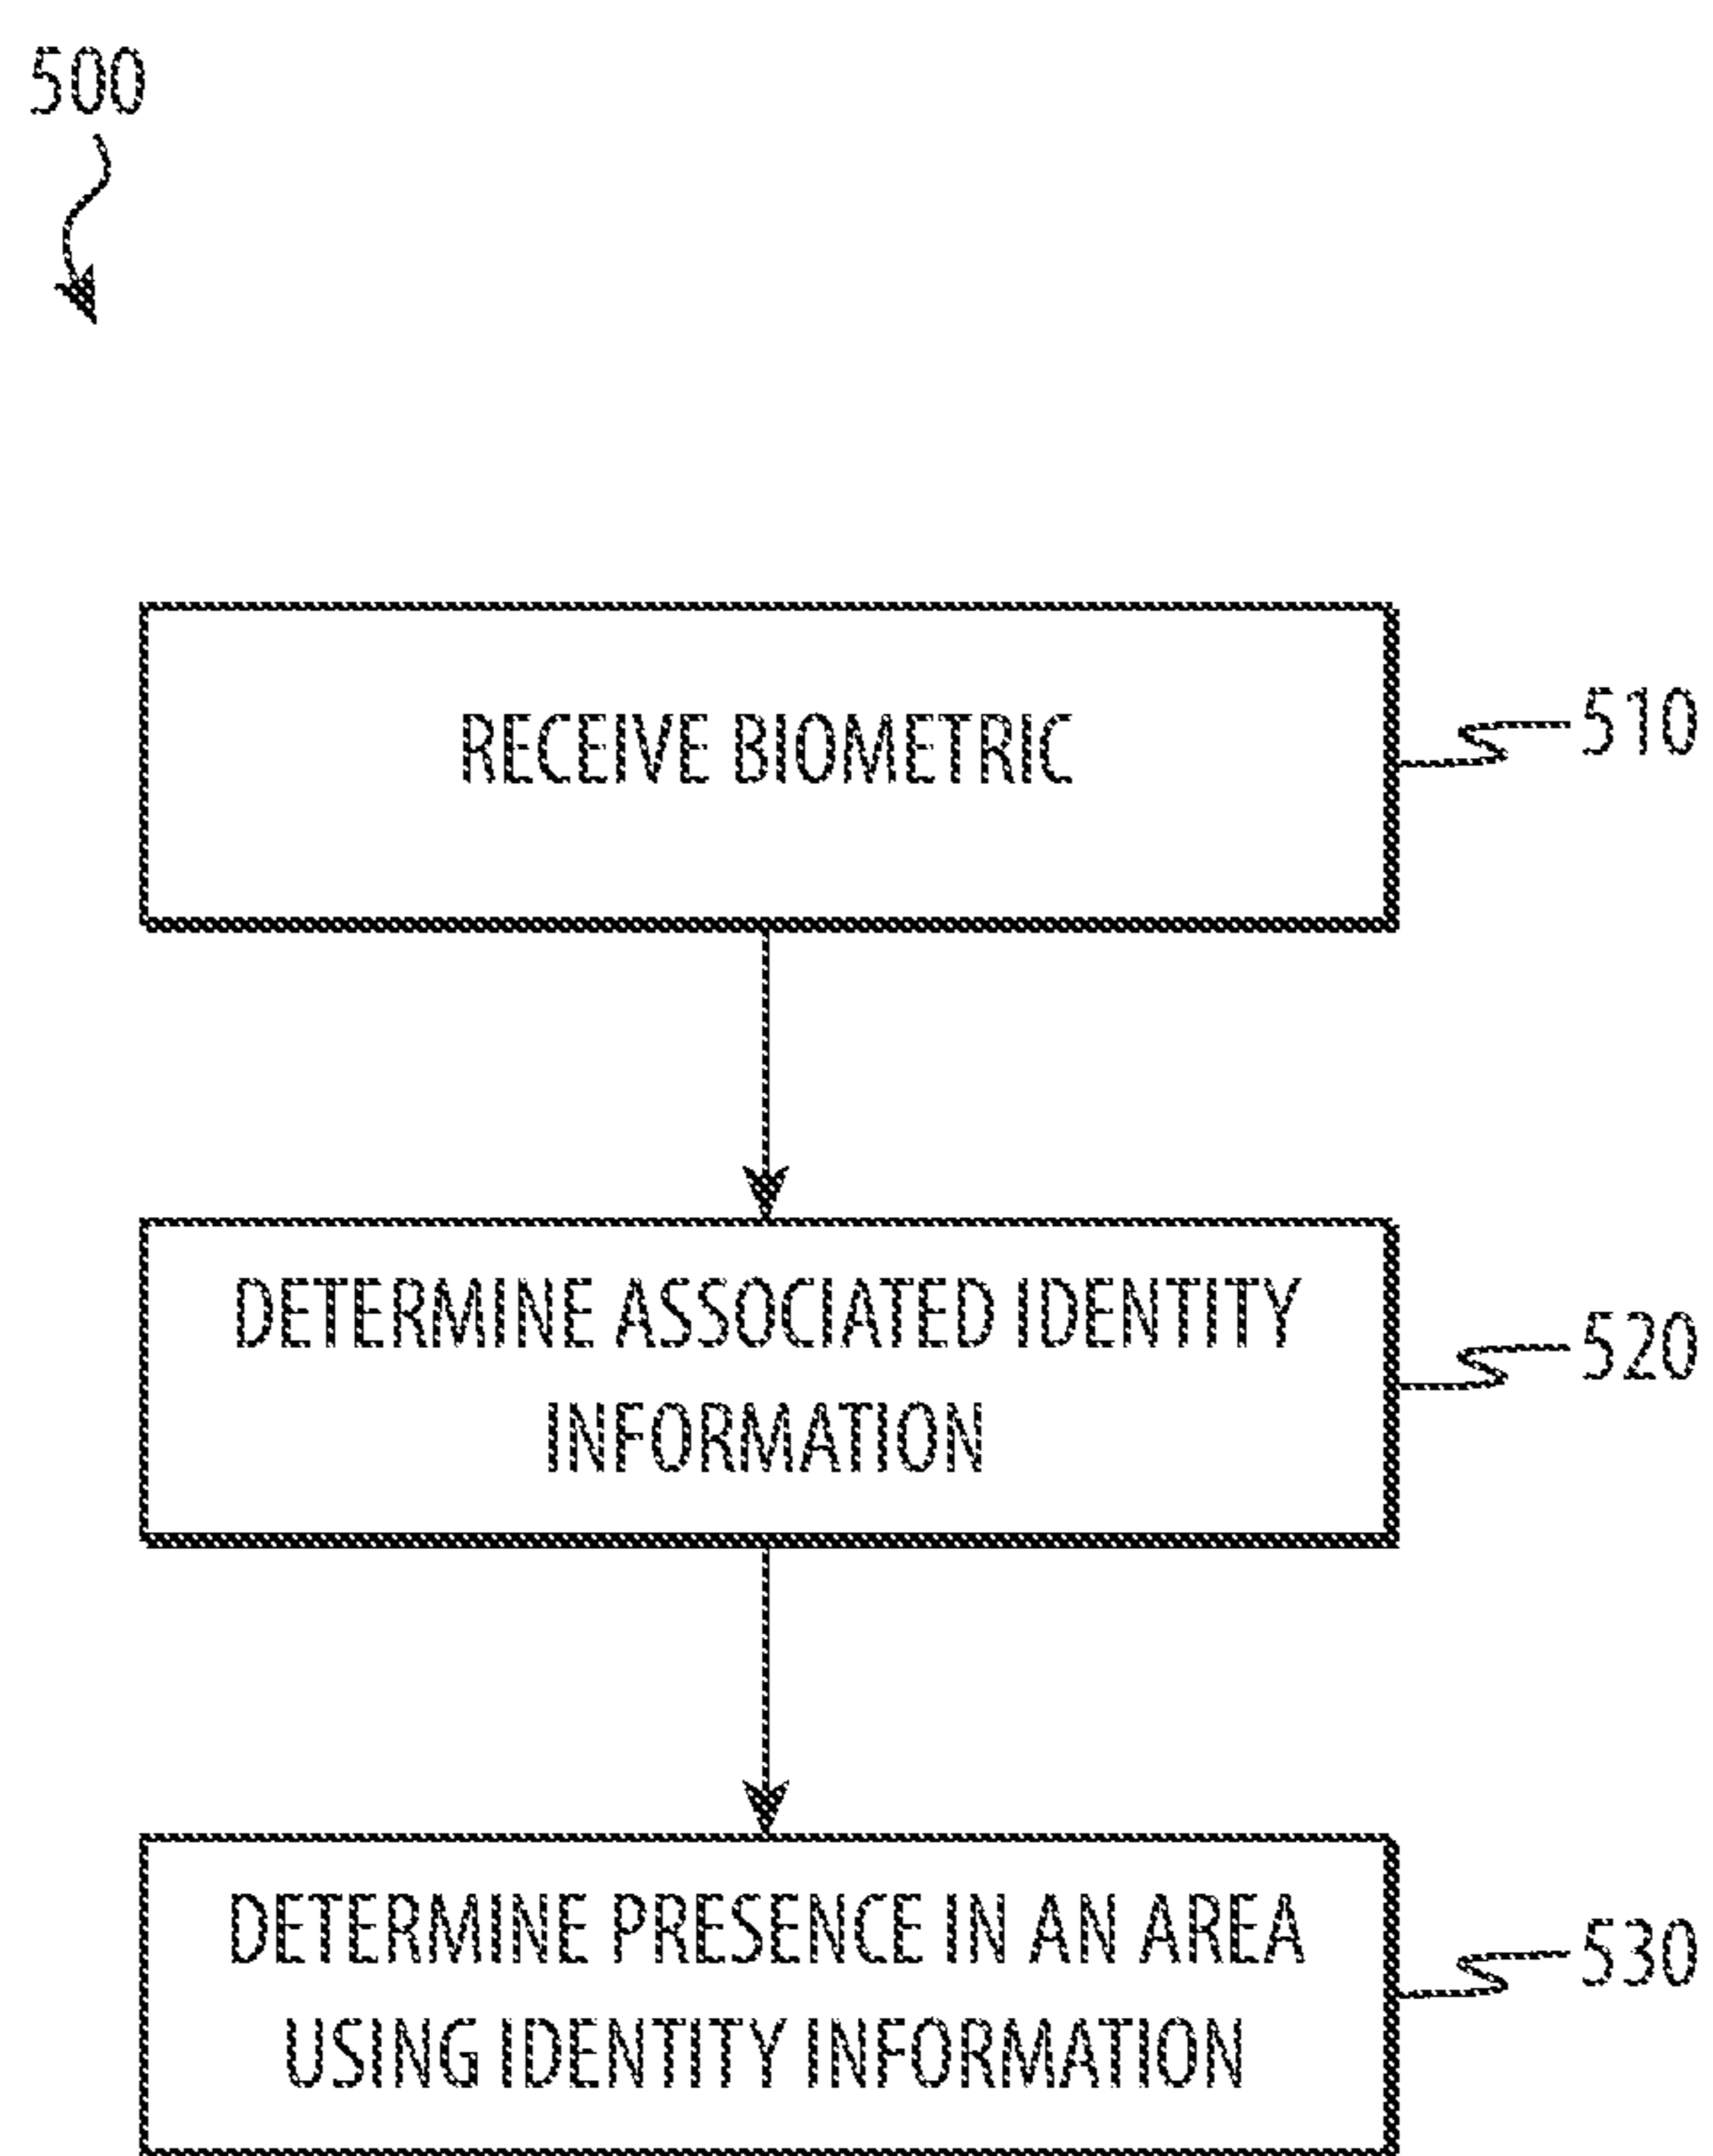 500
RECEIVE BIOMETRIC
510
DETERMINE ASSOCIATED IDENTITY
INFORMATION
520
DETERMINE PRESENCE IN AN AREA
USING IDENTITY INFORMATION
530